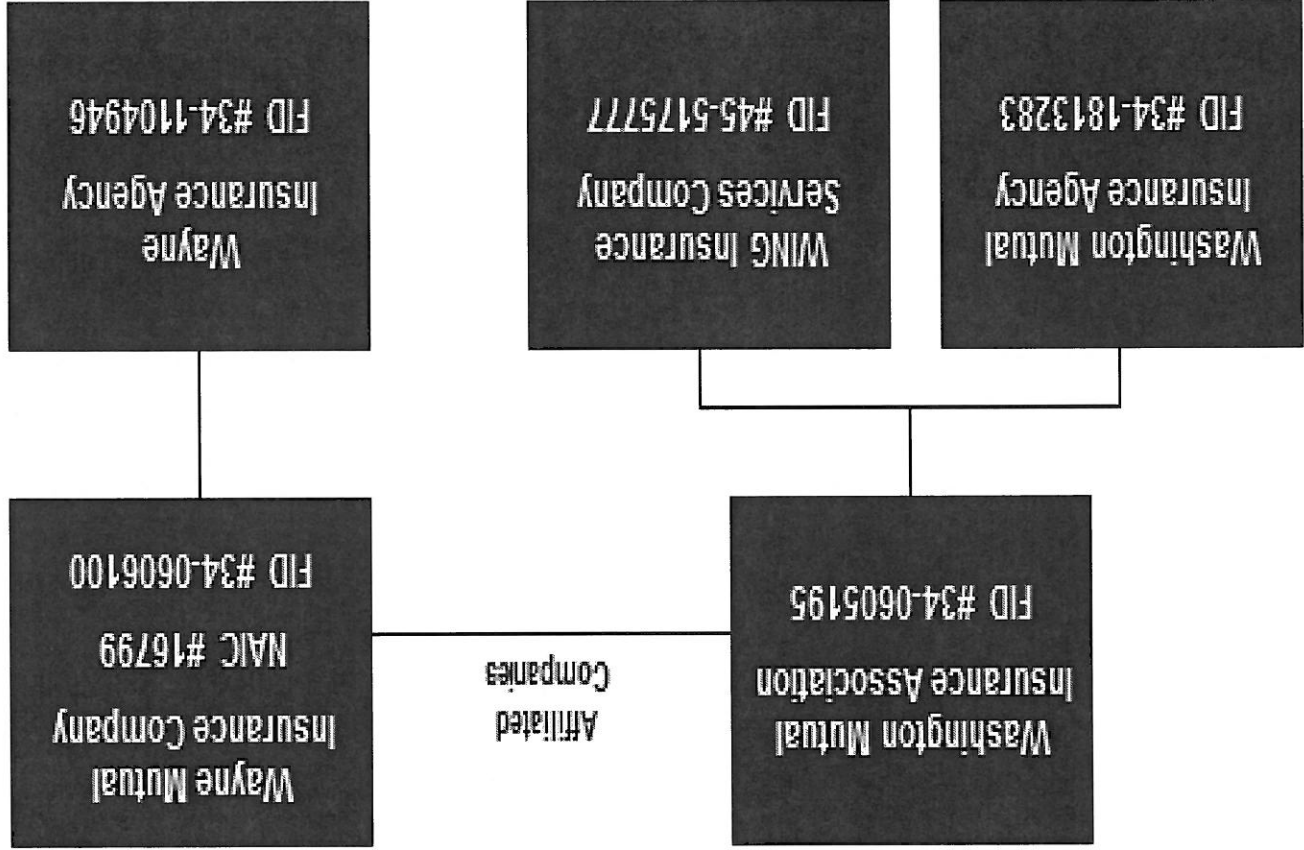 Washington Mutual
Insurance Association
FID #34-0605195
Affiliated
Companies
Wayne Mutual
Insurance Company
NAIC #16799
FID #34-0606100
Washington Mutual
Insurance Agency
FID #34-1813283
WING Insurance
Services Company
FID #45-5175777
Wayne
Insurance Agency
FID #34-1104946